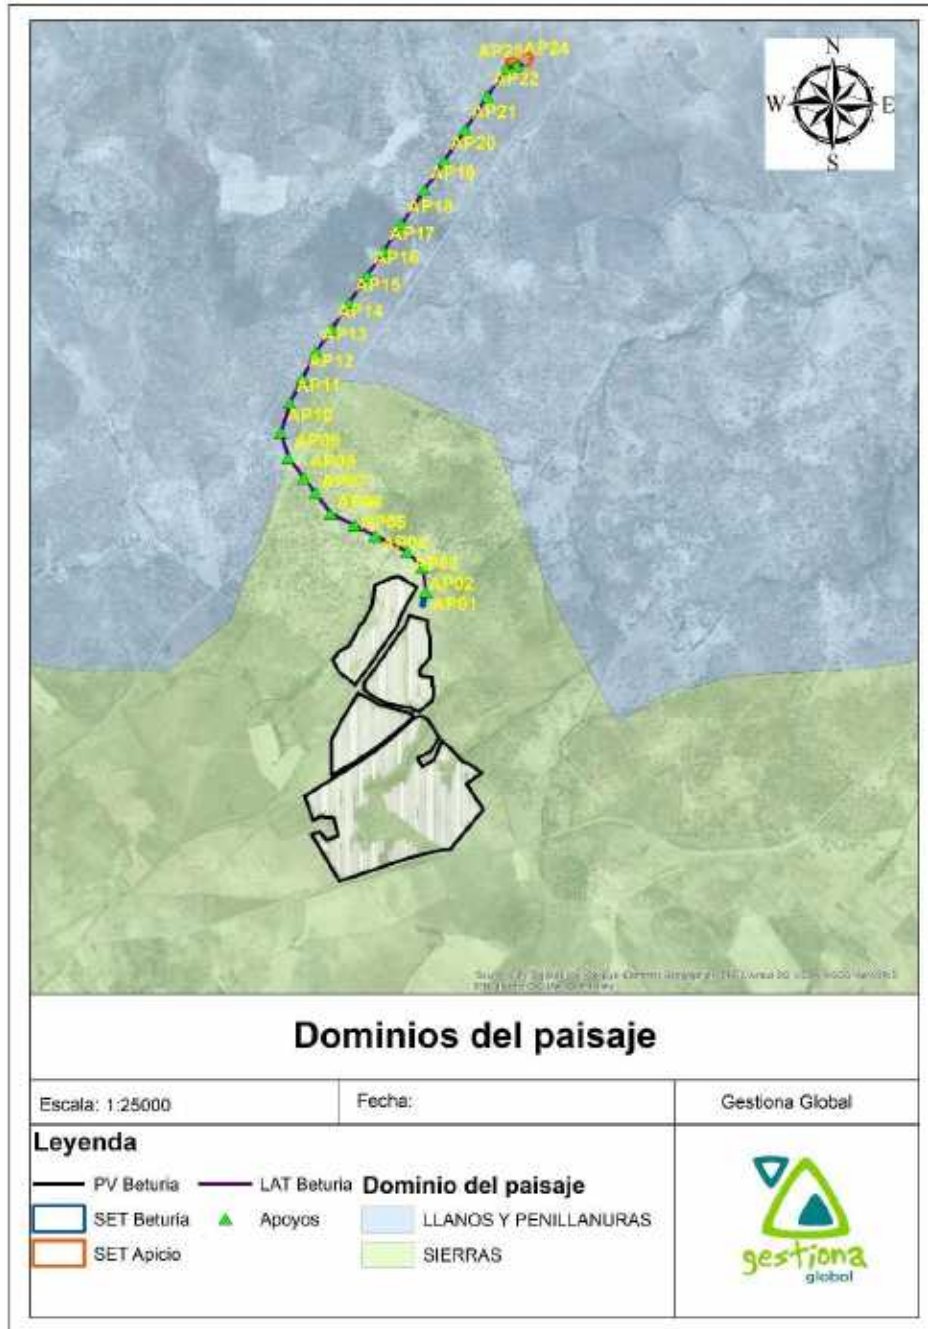 AP24
AP22
AP21
AP20
AP19
AP18
AP17
AP16
AP15
AP14
AP13
AP12
AP11
AP10
AP09
AP08
AP06
AP05
AP04
AP03
AP02
AP01
N
W
E
S
Dominios del paisaje
Escala: 1:25000
Fecha:
Gestiona Global
Leyenda
PV Beturia
LAT Beturia
Dominio del paisaje
SET Beturia
Apoyos
LLANOS Y PENILLANURAS
SET Apicio
SIERRAS
gestiona
global